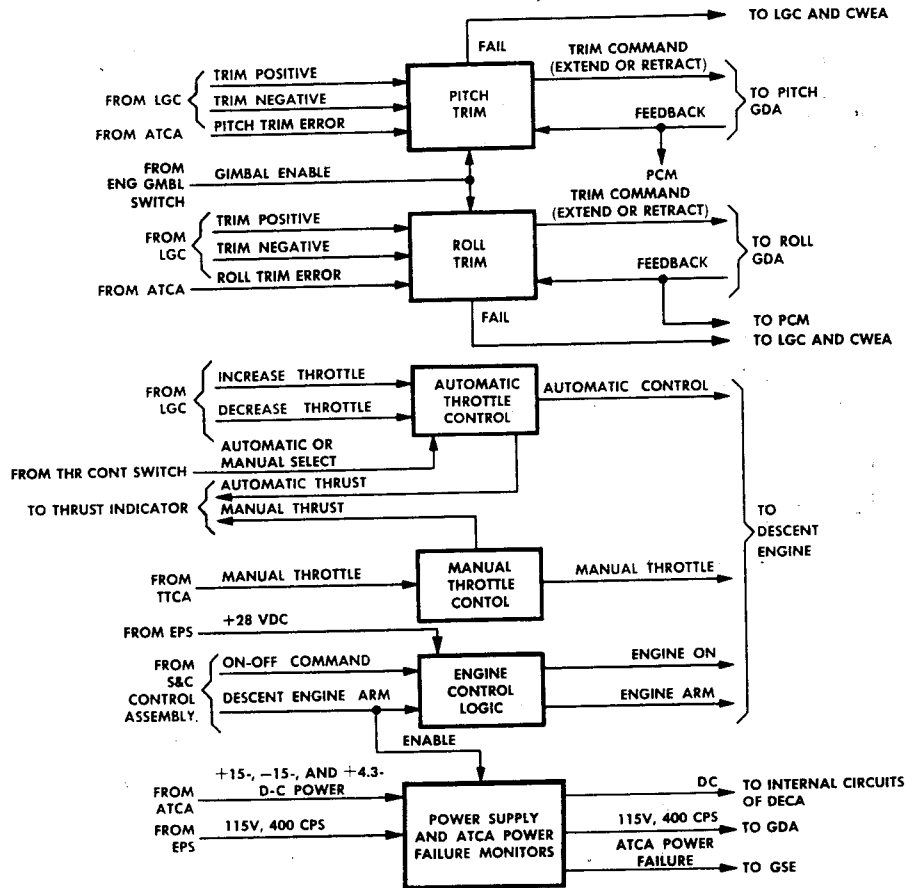 TO LGC AND CWEA
FAIL
TRIM COMMAND
(EXTEND OR RETRACT)
FROM LGC
TRIM POSITIVE
TRIM NEGATIVE
FROM ATCA
PITCH TRIM ERROR
PITCH
TRIM
TO PITCH
GDA
FEEDBACK
PCM
FROM
ENG GMBL
SWITCH
GIMBAL ENABLE
TRIM COMMAND
(EXTEND OR RETRACT)
FROM
LGC
TRIM POSITIVE
TRIM NEGATIVE
FROM ATCA
ROLL TRIM ERROR
ROLL
TRIM
TO ROLL
GDA
FEEDBACK
FAIL
TO PCM
TO LGC AND CWEA
FROM
LGC
INCREASE THROTTLE
DECREASE THROTTLE
AUTOMATIC
THROTTLE
CONTROL
AUTOMATIC CONTROL
FROM THR CONT SWITCH
AUTOMATIC OR
MANUAL SELECT
TO THRUST INDICATOR
AUTOMATIC THRUST
MANUAL THRUST
TO
DESCENT
ENGINE
FROM
TTCA
MANUAL THROTTLE
MANUAL
THROTTLE
CONTOL
MANUAL THROTTLE
FROM EPS
+28 VDC
FROM
S&C
CONTROL
ASSEMBLY.
ON-OFF COMMAND
DESCENT ENGINE ARM
ENGINE
CONTROL
LOGIC
ENGINE ON
ENGINE ARM
ENABLE
FROM
ATCA
+15-, -15-, AND +4.3-
D-C POWER
FROM
EPS
115V, 400 CPS
POWER SUPPLY
AND ATCA POWER
FAILURE MONITORS
DC
TO INTERNAL CIRCUITS
OF DECA
115V, 400 CPS
TO GDA
ATCA POWER
FAILURE
TO GSE